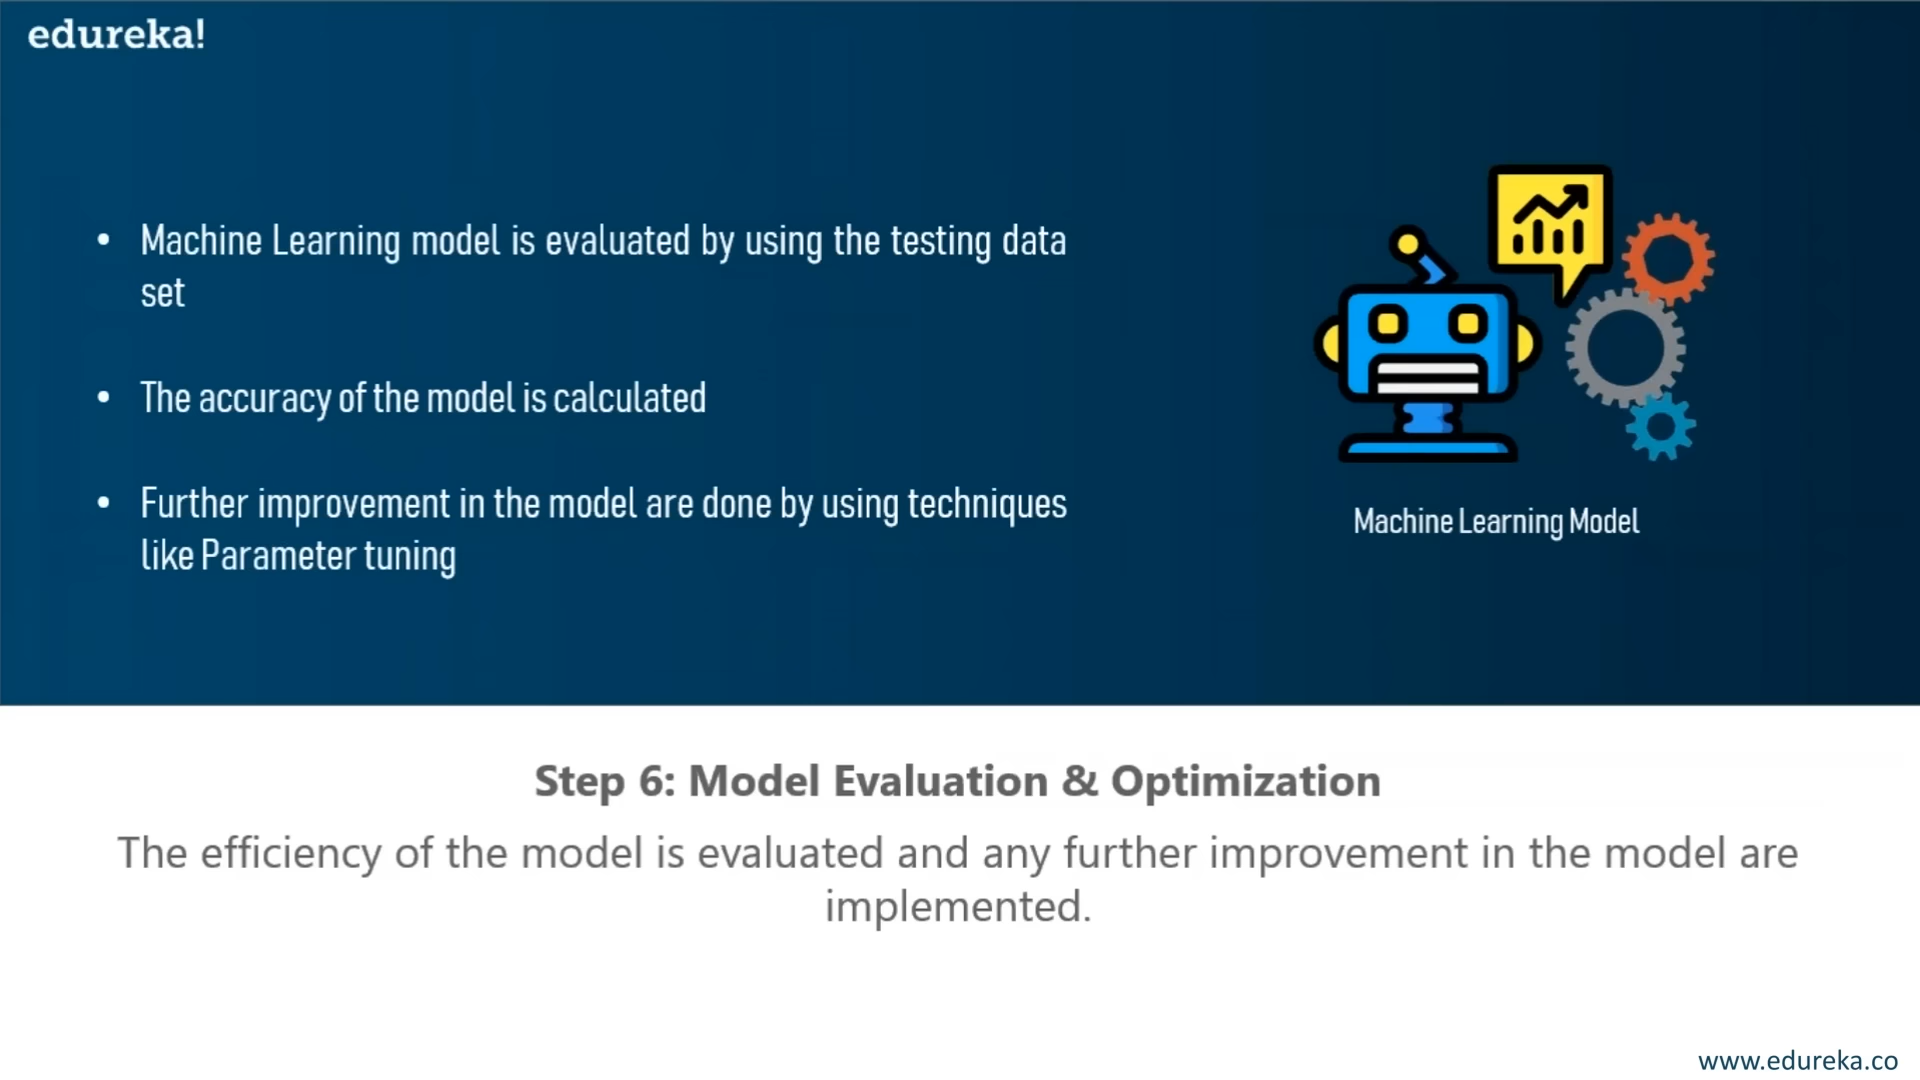 edureka!
• Machine Learning model is evaluated by using the testing data
set
• The accuracy of the model is calculated
• Further improvement in the model are done by using techniques
like Parameter tuning
Machine Learning Model
Step 6: Model Evaluation & Optimization
The efficiency of the model is evaluated and any further improvement in the model are
implemented.
www.edureka.co